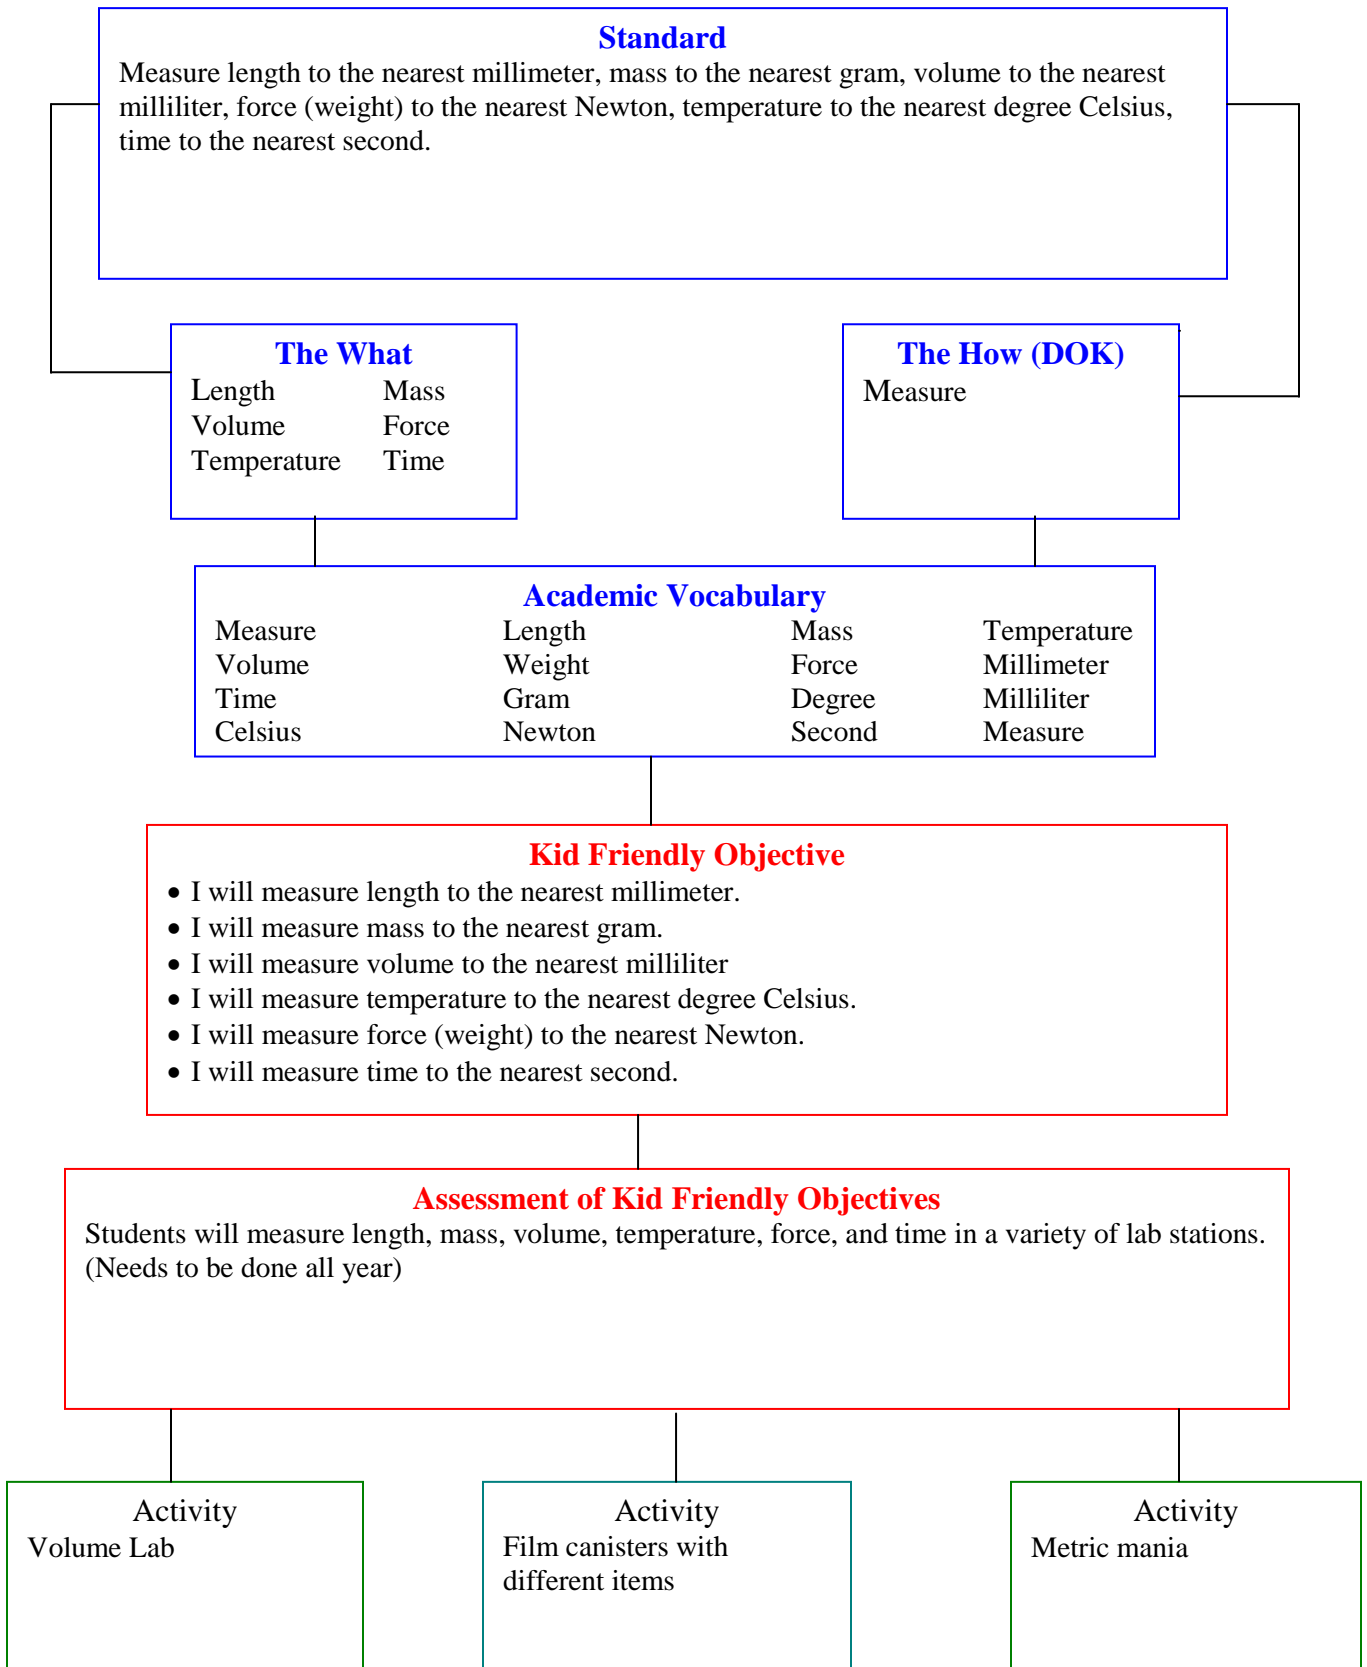 Standard
Measure length to the nearest millimeter, mass to the nearest gram, volume to the nearest
milliliter, force (weight) to the nearest Newton, temperature to the nearest degree Celsius,
time to the nearest second.
The What
Length Mass
Volume Force
Temperature Time
The How (DOK)
Measure
Academic Vocabulary
Measure Length Mass Temperature
Volume Weight Force Millimeter
Time Gram Degree Milliliter
Celsius Newton Second Measure
Kid Friendly Objective
• I will measure length to the nearest millimeter.
• I will measure mass to the nearest gram.
• I will measure volume to the nearest milliliter
• I will measure temperature to the nearest degree Celsius.
• I will measure force (weight) to the nearest Newton.
• I will measure time to the nearest second.
Assessment of Kid Friendly Objectives
Students will measure length, mass, volume, temperature, force, and time in a variety of lab stations.
(Needs to be done all year)
Activity
Volume Lab
Activity
Film canisters with
different items
Activity
Metric mania